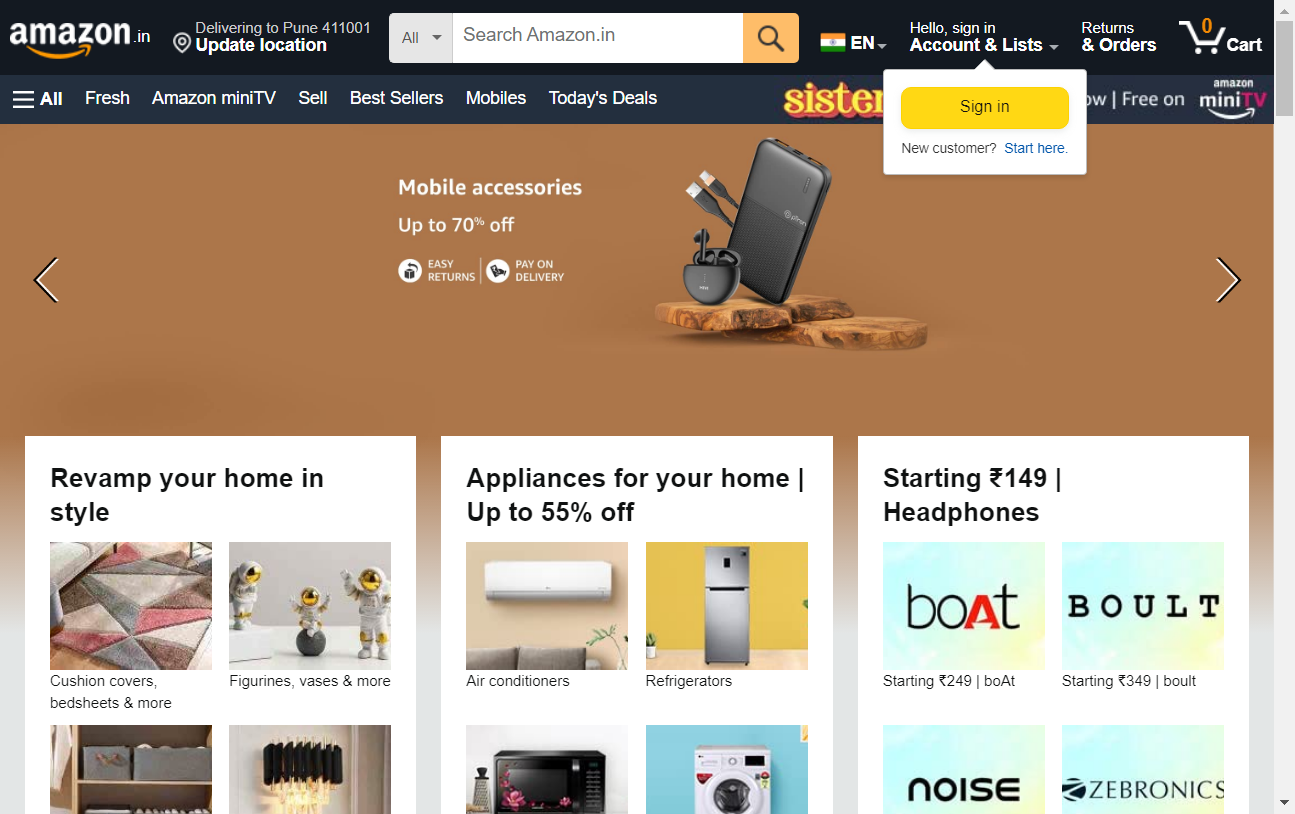 amazon.in
Delivering to Pune 411001
Update location
All
Search Amazon.in
EN
Hello, sign in
Account & Lists
Returns
& Orders
0
Cart
All
Fresh
Amazon miniTV
Sell
Best Sellers
Mobiles
Today's Deals
| Free on
amazon
miniTV
Sign in
New customer? Start here.
Mobile accessories
Up to 70% off
EASY
RETURNS
PAY ON
DELIVERY
Revamp your home in
style
Cushion covers,
bedsheets & more
Figurines, vases & more
Appliances for your home |
Up to 55% off
Air conditioners
Refrigerators
Starting ₹149 |
Headphones
boAt
Starting ₹249 | boAt
BOULT
Starting ₹349 | boult
NOISE
ZEBRONICS